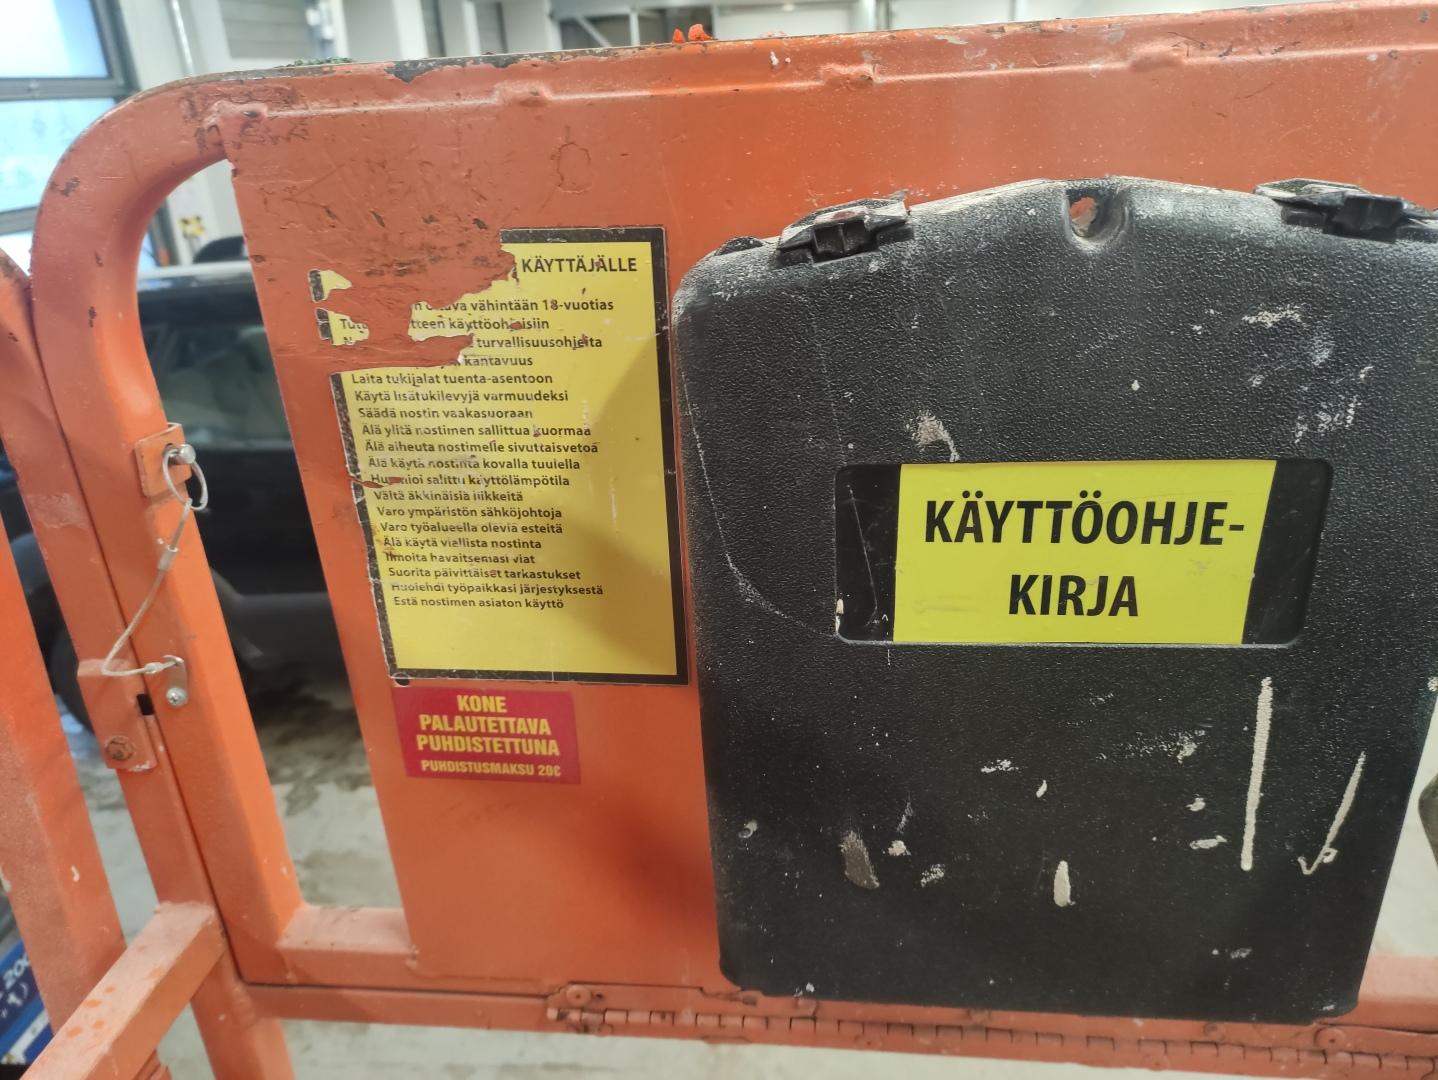 KÄYTTÄJÄLLE
vähintään 18-vuotias
käyttöohjeisiin
turvallisuusohjeita
kantavuus
Laita tukijalat tuenta-asentoon
Käytä lisätukilevyjä varmuudeksi
Säädä nostin vaakasuoraan
Älä ylitä nostimen sallittua kuormaa
Älä aiheuta nostimelle sivuttaisvetoa
Älä käytä nostinta kovalla tuulella
Huomioi sallittu käyttölämpötila
Vältä äkkinäisiä liikkeitä
Varo ympäristön sähköjohtoja
Varo työalueella olevia esteitä
Älä käytä viallista nostinta
Ilmoita havaitsemasi viat
Suorita päivittäiset tarkastukset
Huolehdi työpaikkasi järjestyksestä
Estä nostimen asiaton käyttö
KONE
PALAUTETTAVA
PUHDISTETTUNA
PUHDISTUSMAKSU 20€
KÄYTTÖOHJE-
KIRJA